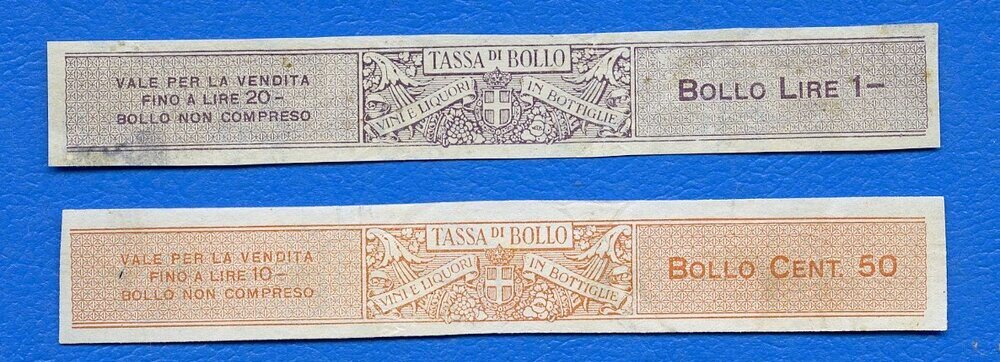 VALE PER LA VENDITA
FINO A LIRE 20-
BOLLO NON COMPRESO
TASSA DI BOLLO
VINI E LIQUORI IN BOTTIGLIE
BOLLO LIRE 1-
VALE PER LA VENDITA
FINO A LIRE 10-
BOLLO NON COMPRESO
TASSA DI BOLLO
VINI E LIQUORI IN BOTTIGLIE
BOLLO CENT. 50